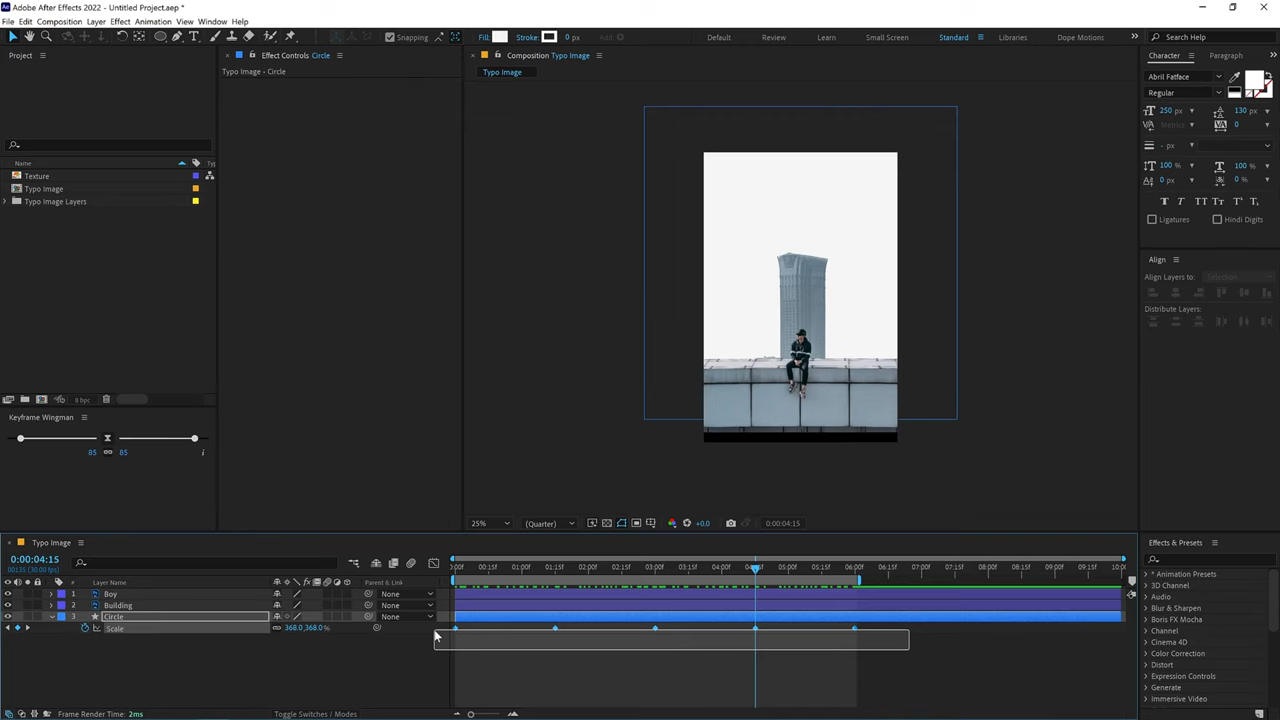 Adobe After Effects 2022 - Untitled Project.aep *
File Edit Composition Layer Effect Animation View Window Help
Snapping
Fill: Stroke: 0 px Add:
Default Review Learn Small Screen Standard Libraries Dope Motions
Search Help
Project
Effect Controls Circle
Composition Typo Image
Character Paragraph
Typo Image • Circle
Typo Image
Abril Fatface
Regular
250 px 130 px
Metrics 0
- px
100 % 100 %
0 px 0 %
Ligatures Hindi Digits
Name
Texture
Typo Image
Typo Image Layers
Align
Align Layers to: Selection
Distribute Layers:
8 bpc
Keyframe Wingman
85 85
25% (Quarter) +0.0 0:00:04:15
Typo Image
Effects & Presets
0:00:04:15
00135 (30.00 fps)
:00f 00:15f 01:00f 01:15f 02:00f 02:15f 03:00f 03:15f 04:00f 05:00f 05:15f 06:00f 06:15f 07:00f 07:15f 08:00f 08:15f 09:00f 09:15f 10:0
# Layer Name Parent & Link
1 Boy None
2 Building None
3 Circle None
Scale 368.0,368.0 %
* Animation Presets
3D Channel
Audio
Blur & Sharpen
Channel
Cinema 4D
Color Correction
Distort
Expression Controls
Generate
Immersive Video
Frame Render Time: 2ms
Toggle Switches / Modes